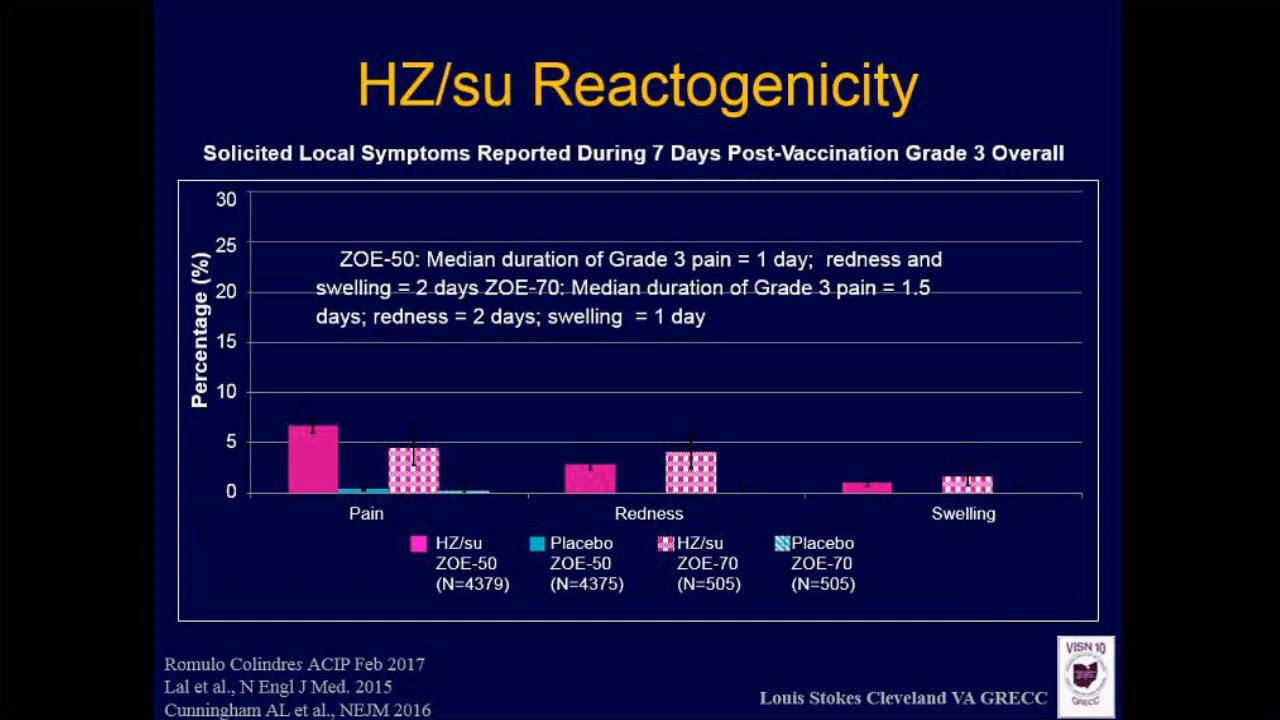 HZ/su Reactogenicity
Solicited Local Symptoms Reported During 7 Days Post-Vaccination Grade 3 Overall
30
25
20
15
10
5
0
Percentage (%)
ZOE-50: Median duration of Grade 3 pain = 1 day; redness and
swelling = 2 days ZOE-70: Median duration of Grade 3 pain = 1.5
days; redness = 2 days; swelling = 1 day
Pain Redness Swelling
HZ/su Placebo HZ/su Placebo
ZOE-50 ZOE-50 ZOE-70 ZOE-70
(N=4379) (N=4375) (N=505) (N=505)
Romulo Colindres ACIP Feb 2017
Lal et al., N Engl J Med. 2015
Cunningham AL et al., NEJM 2016
Louis Stokes Cleveland VA GRECC
VISN 10
GRECC